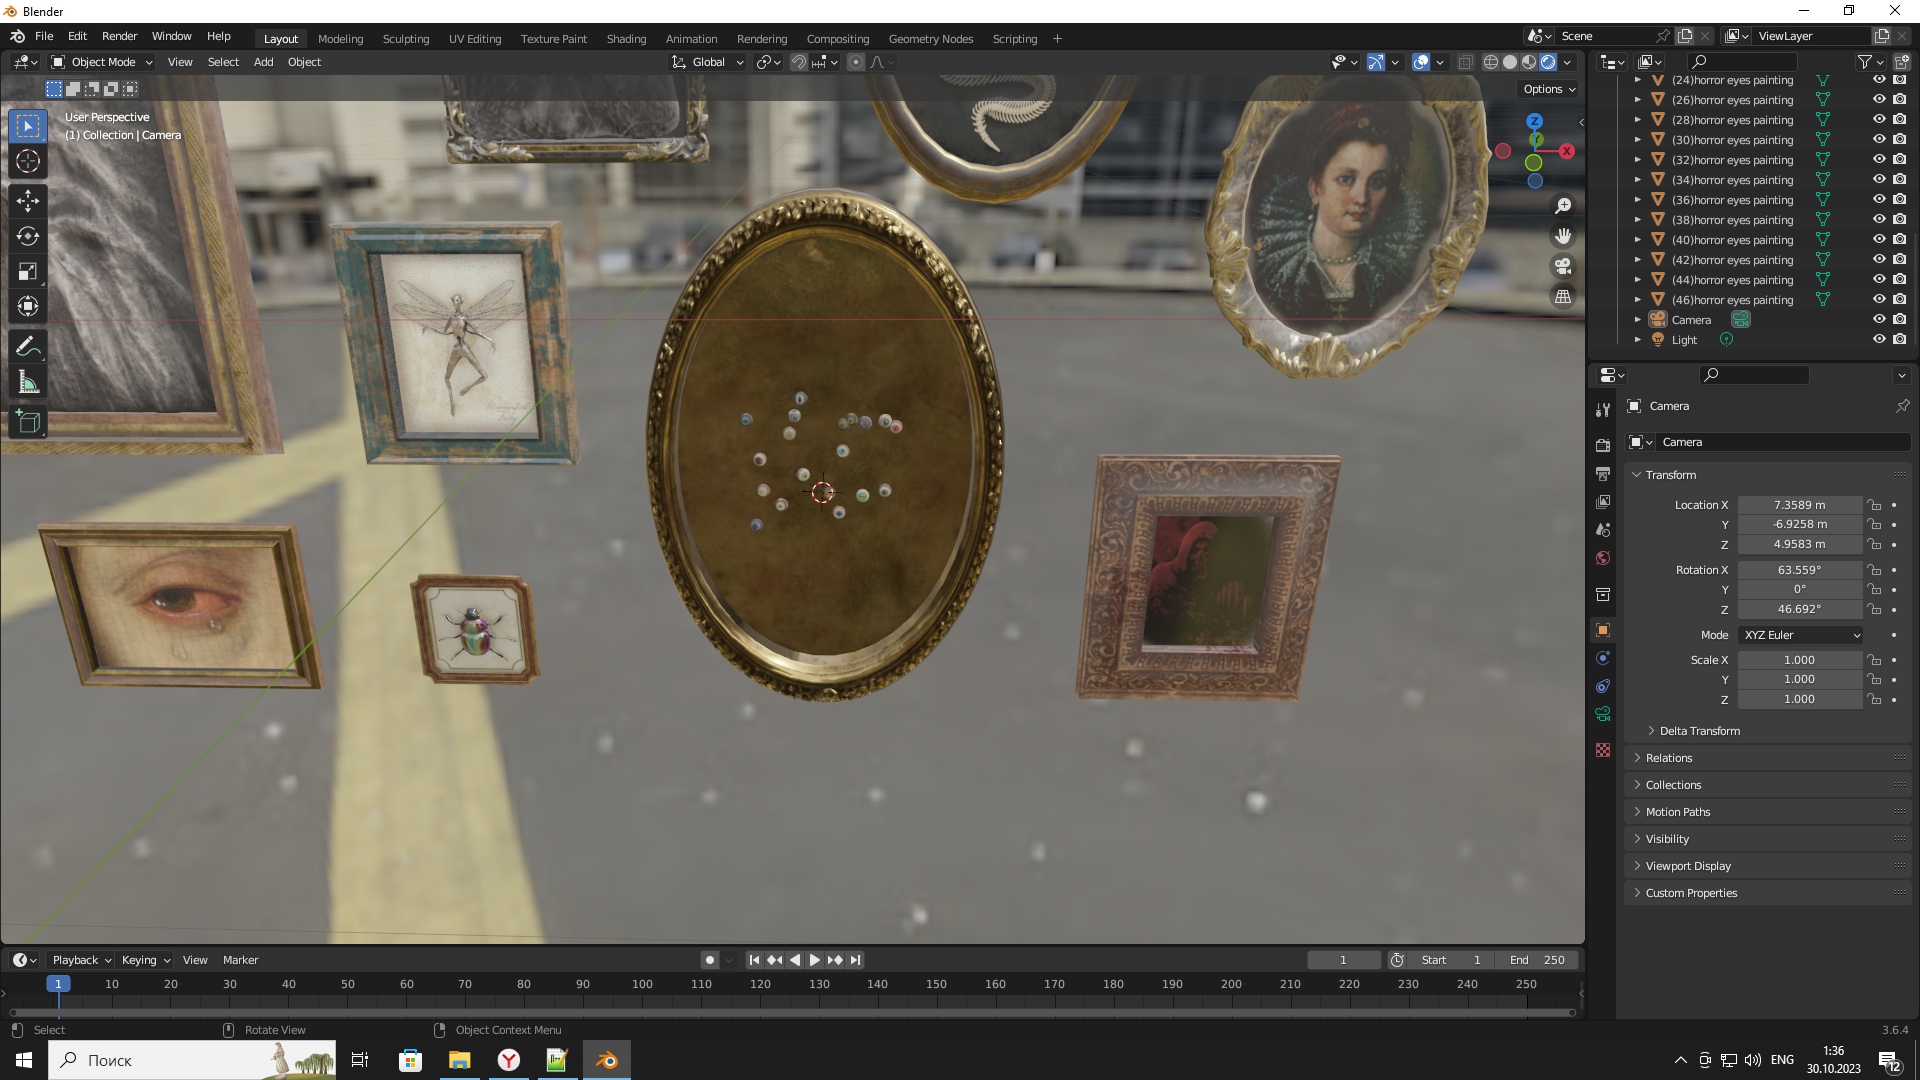 Blender
File Edit Render Window Help Layout Modeling Sculpting UV Editing Texture Paint Shading Animation Rendering Compositing Geometry Nodes Scripting + Scene ViewLayer
Object Mode View Select Add Object Global
Options
User Perspective
(1) Collection | Camera
Z
X
(24)horror eyes painting
(26)horror eyes painting
(28)horror eyes painting
(30)horror eyes painting
(32)horror eyes painting
(34)horror eyes painting
(36)horror eyes painting
(38)horror eyes painting
(40)horror eyes painting
(42)horror eyes painting
(44)horror eyes painting
(46)horror eyes painting
Camera
Light
Camera
Camera
Transform
Location X 7.3589 m
Y -6.9258 m
Z 4.9583 m
Rotation X 63.559°
Y 0°
Z 46.692°
Mode XYZ Euler
Scale X 1.000
Y 1.000
Z 1.000
Delta Transform
Relations
Collections
Motion Paths
Visibility
Viewport Display
Custom Properties
Playback Keying View Marker 1 Start 1 End 250
1 10 20 30 40 50 60 70 80 90 100 110 120 130 140 150 160 170 180 190 200 210 220 230 240 250
Select Rotate View Object Context Menu 3.6.4
Поиск ENG 1:36
30.10.2023 12